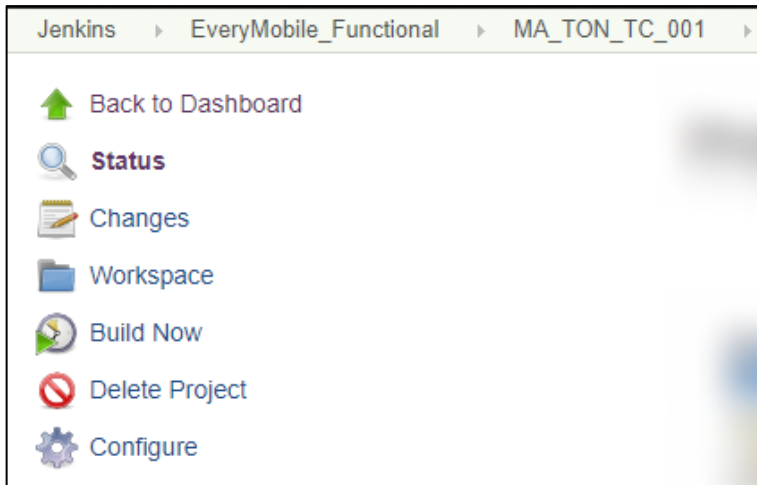 Jenkins EveryMobile_Functional MA_TON_TC_001
Back to Dashboard
Status
Changes
Workspace
Build Now
Delete Project
Configure